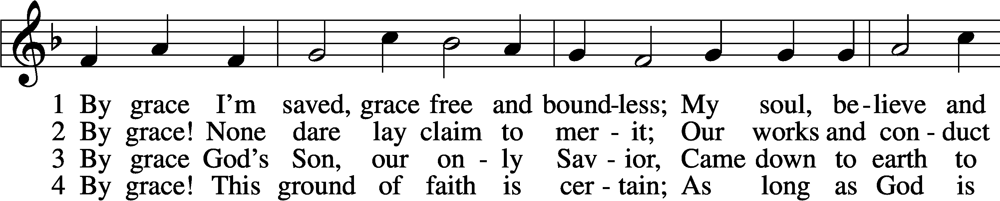 1 By grace I'm saved, grace free and bound-less; My soul, be-lieve and
2 By grace! None dare lay claim to mer - it; Our works and con - duct
3 By grace God's Son, our on - ly Sav - ior, Came down to earth to
4 By grace! This ground of faith is cer - tain; As long as God is